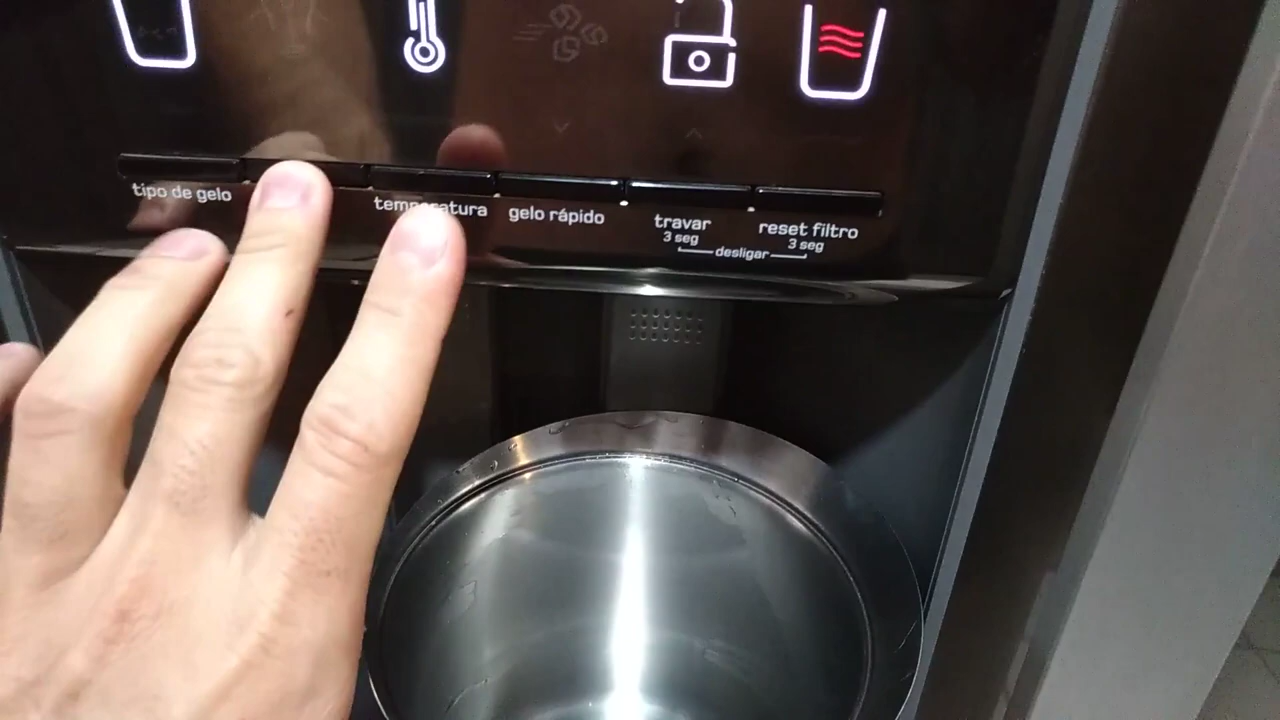 tipo de gelo
temperatura
gelo rápido
travar
3 seg
reset filtro
3 seg
desligar